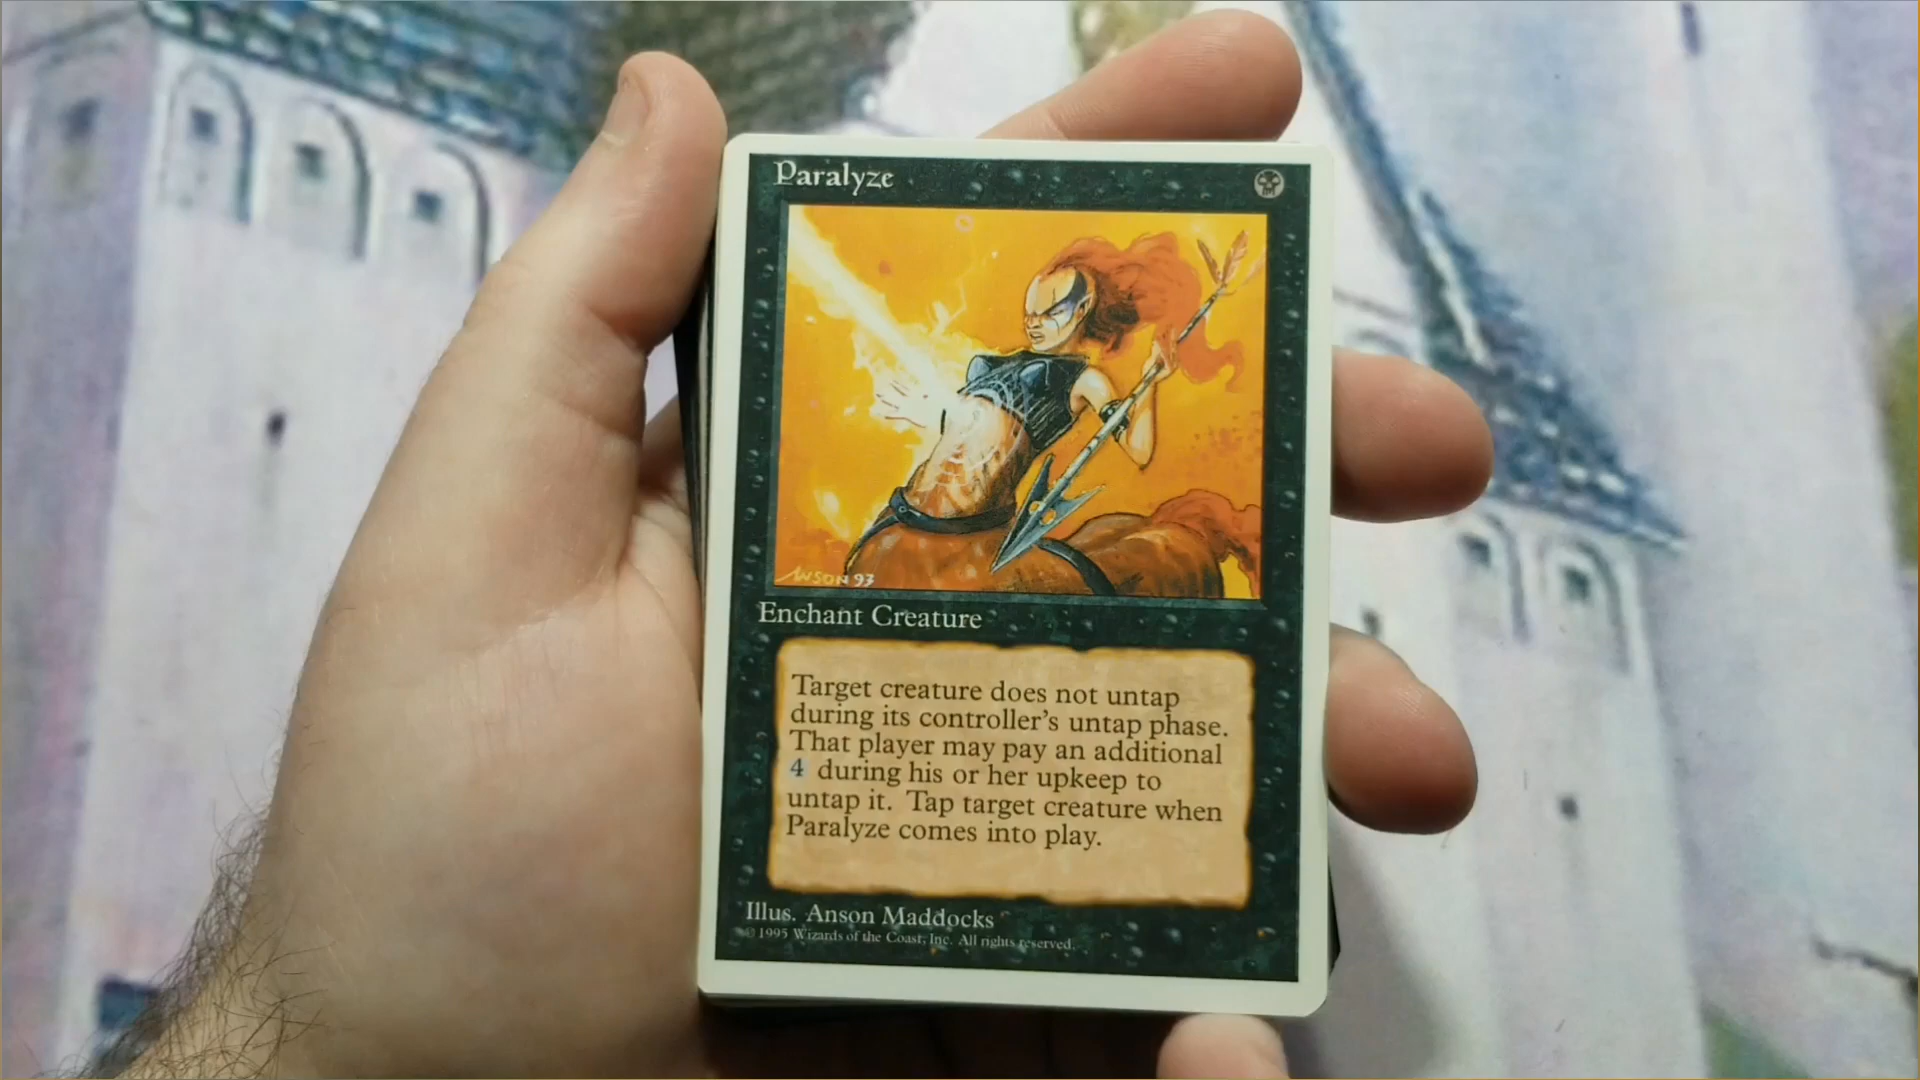 Paralyze
ANSON 93
Enchant Creature
Target creature does not untap
during its controller's untap phase.
That player may pay an additional
4 during his or her upkeep to
untap it. Tap target creature when
Paralyze comes into play.
Illus. Anson Maddocks
© 1995 Wizards of the Coast, Inc. All rights reserved.